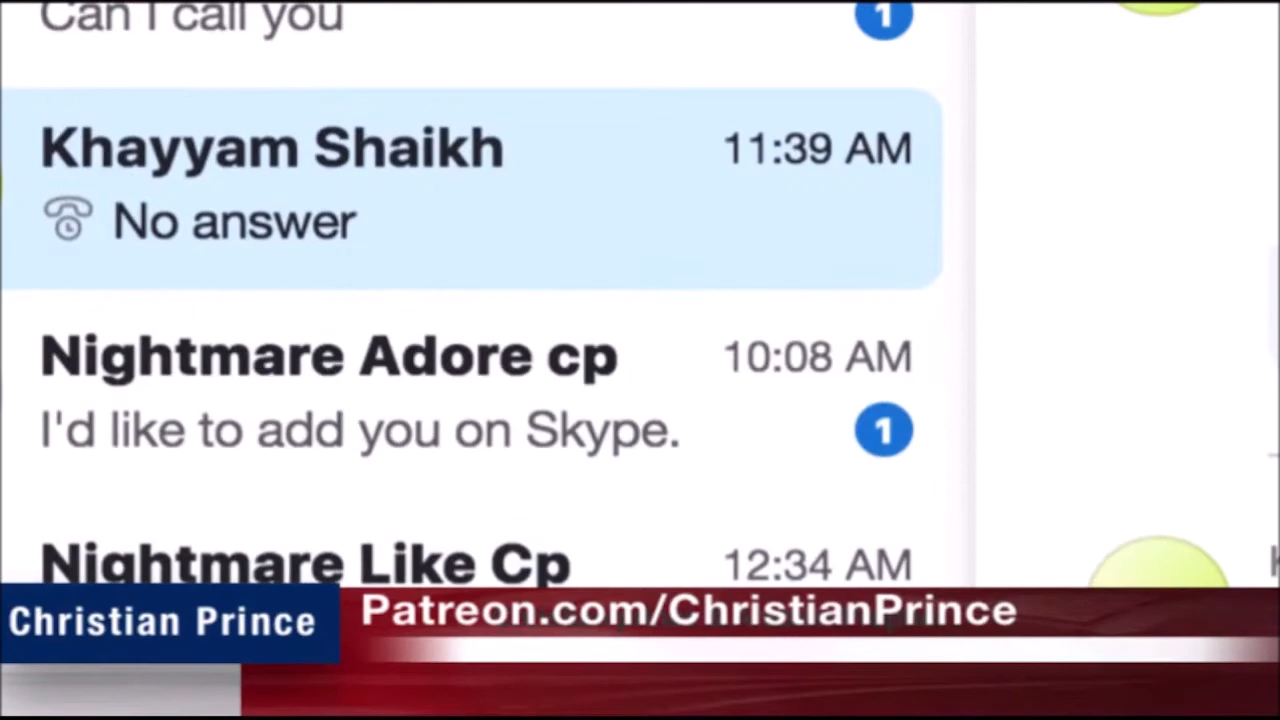 Can I call you
1
Khayyam Shaikh
11:39 AM
No answer
Nightmare Adore cp
10:08 AM
I'd like to add you on Skype.
1
Nightmare Like Cp
12:34 AM
Christian Prince
Patreon.com/ChristianPrince